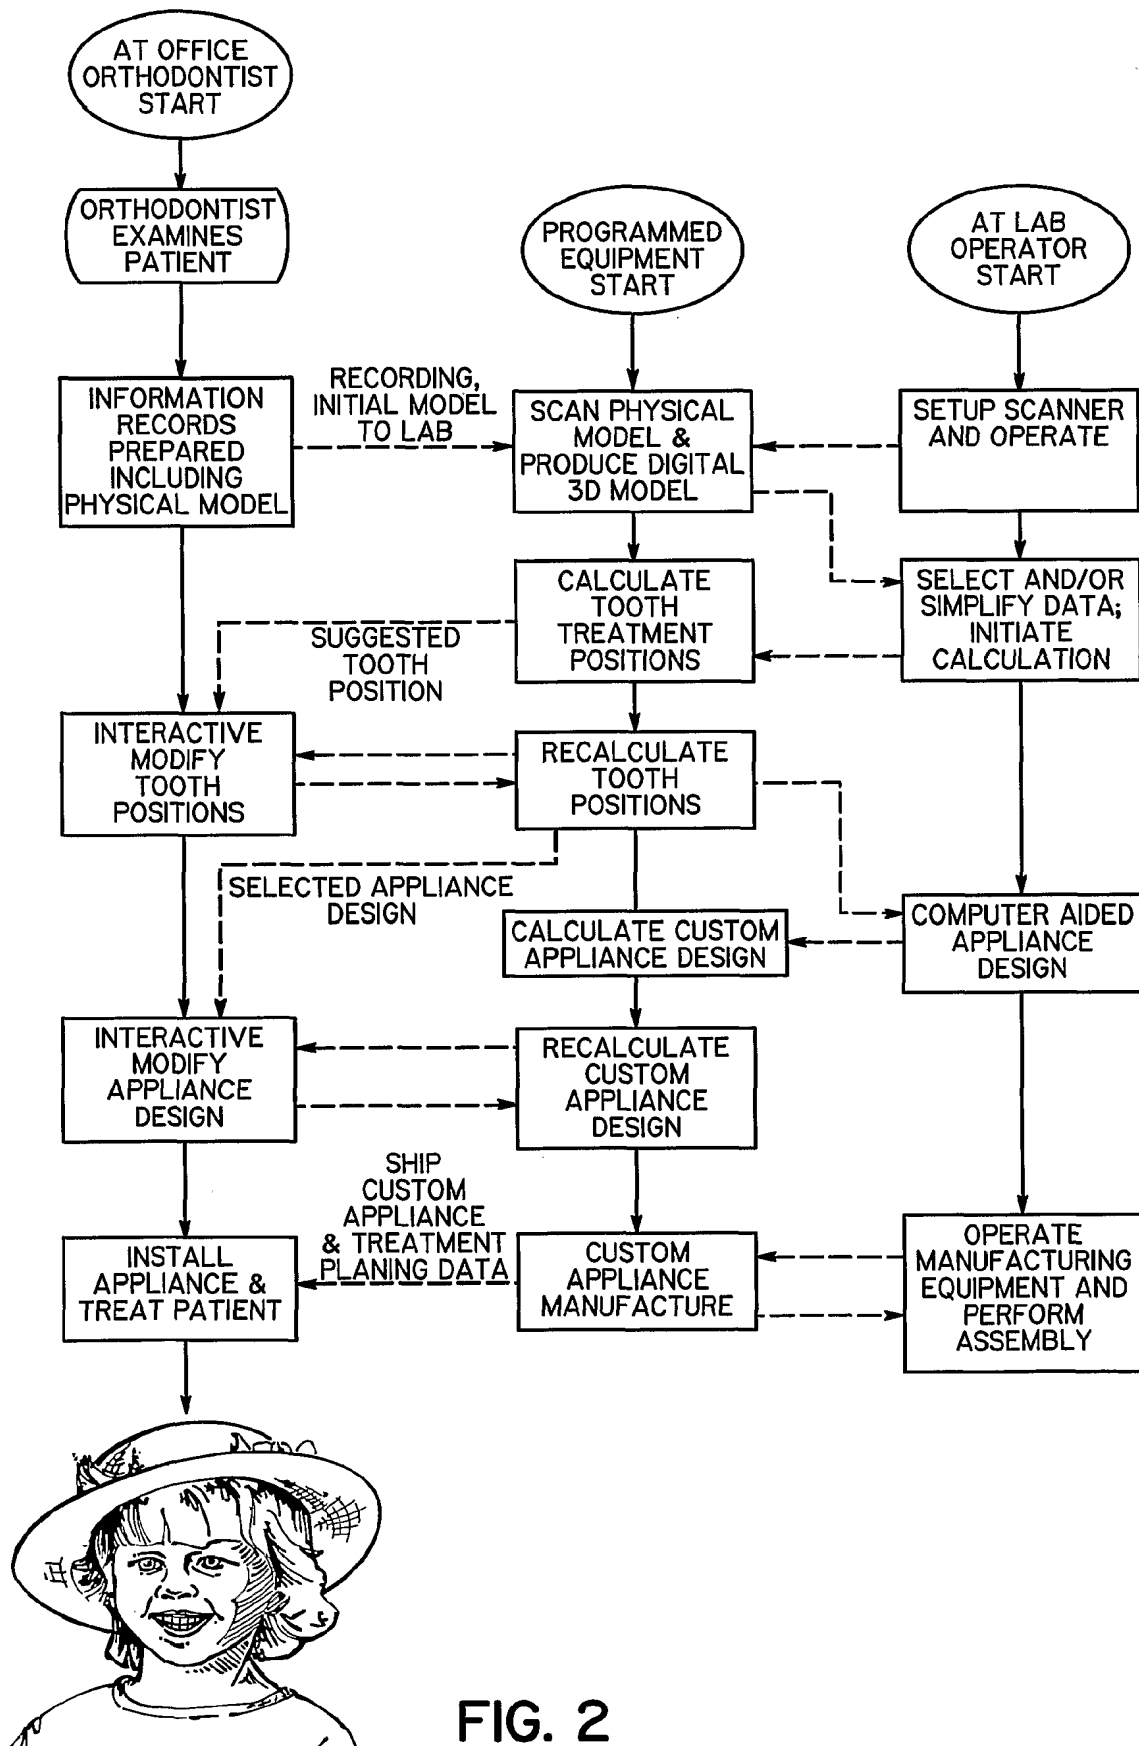 AT OFFICE
ORTHODONTIST
START
ORTHODONTIST
EXAMINES
PATIENT
PROGRAMMED
EQUIPMENT
START
AT LAB
OPERATOR
START
INFORMATION
RECORDS
PREPARED
INCLUDING
PHYSICAL MODEL
RECORDING,
INITIAL MODEL
TO LAB
SCAN PHYSICAL
MODEL &
PRODUCE DIGITAL
3D MODEL
SETUP SCANNER
AND OPERATE
CALCULATE
TOOTH
TREATMENT
POSITIONS
SELECT AND/OR
SIMPLIFY DATA;
INITIATE
CALCULATION
SUGGESTED
TOOTH
POSITION
INTERACTIVE
MODIFY
TOOTH
POSITIONS
RECALCULATE
TOOTH
POSITIONS
SELECTED APPLIANCE
DESIGN
CALCULATE CUSTOM
APPLIANCE DESIGN
COMPUTER AIDED
APPLIANCE
DESIGN
INTERACTIVE
MODIFY
APPLIANCE
DESIGN
RECALCULATE
CUSTOM
APPLIANCE
DESIGN
SHIP
CUSTOM
APPLIANCE
& TREATMENT
PLANING DATA
INSTALL
APPLIANCE &
TREAT PATIENT
CUSTOM
APPLIANCE
MANUFACTURE
OPERATE
MANUFACTURING
EQUIPMENT AND
PERFORM
ASSEMBLY
FIG. 2